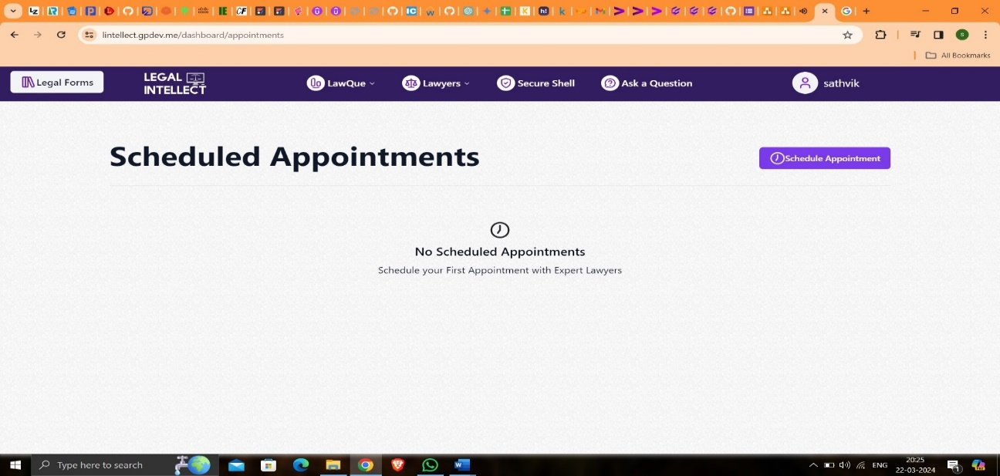 lintellect.gpdev.me/dashboard/appointments
All Bookmarks
Legal Forms
LEGAL
INTELLECT
LawQue
Lawyers
Secure Shell
Ask a Question
sathvik
Scheduled Appointments
Schedule Appointment
No Scheduled Appointments
Schedule your First Appointment with Expert Lawyers
Type here to search
ENG
20:25
22-03-2024